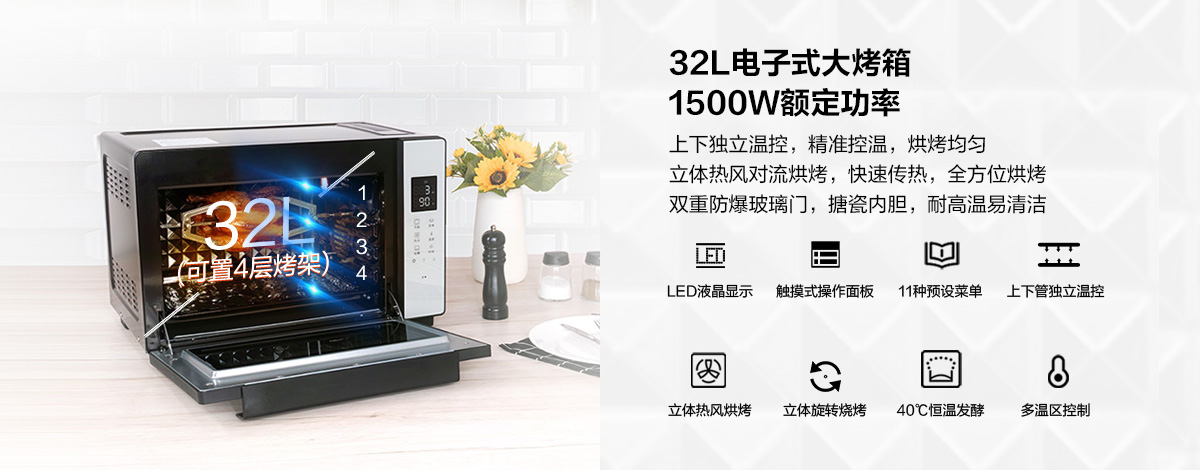 32L
(可置4层烤架)
1
2
3
4
3
90
32L电子式大烤箱
1500W额定功率
上下独立温控，精准控温，烘烤均匀
立体热风对流烘烤，快速传热，全方位烘烤
双重防爆玻璃门，搪瓷内胆，耐高温易清洁
LED
LED液晶显示 触摸式操作面板 11种预设菜单 上下管独立温控
立体热风烘烤 立体旋转烧烤 40℃恒温发酵 多温区控制